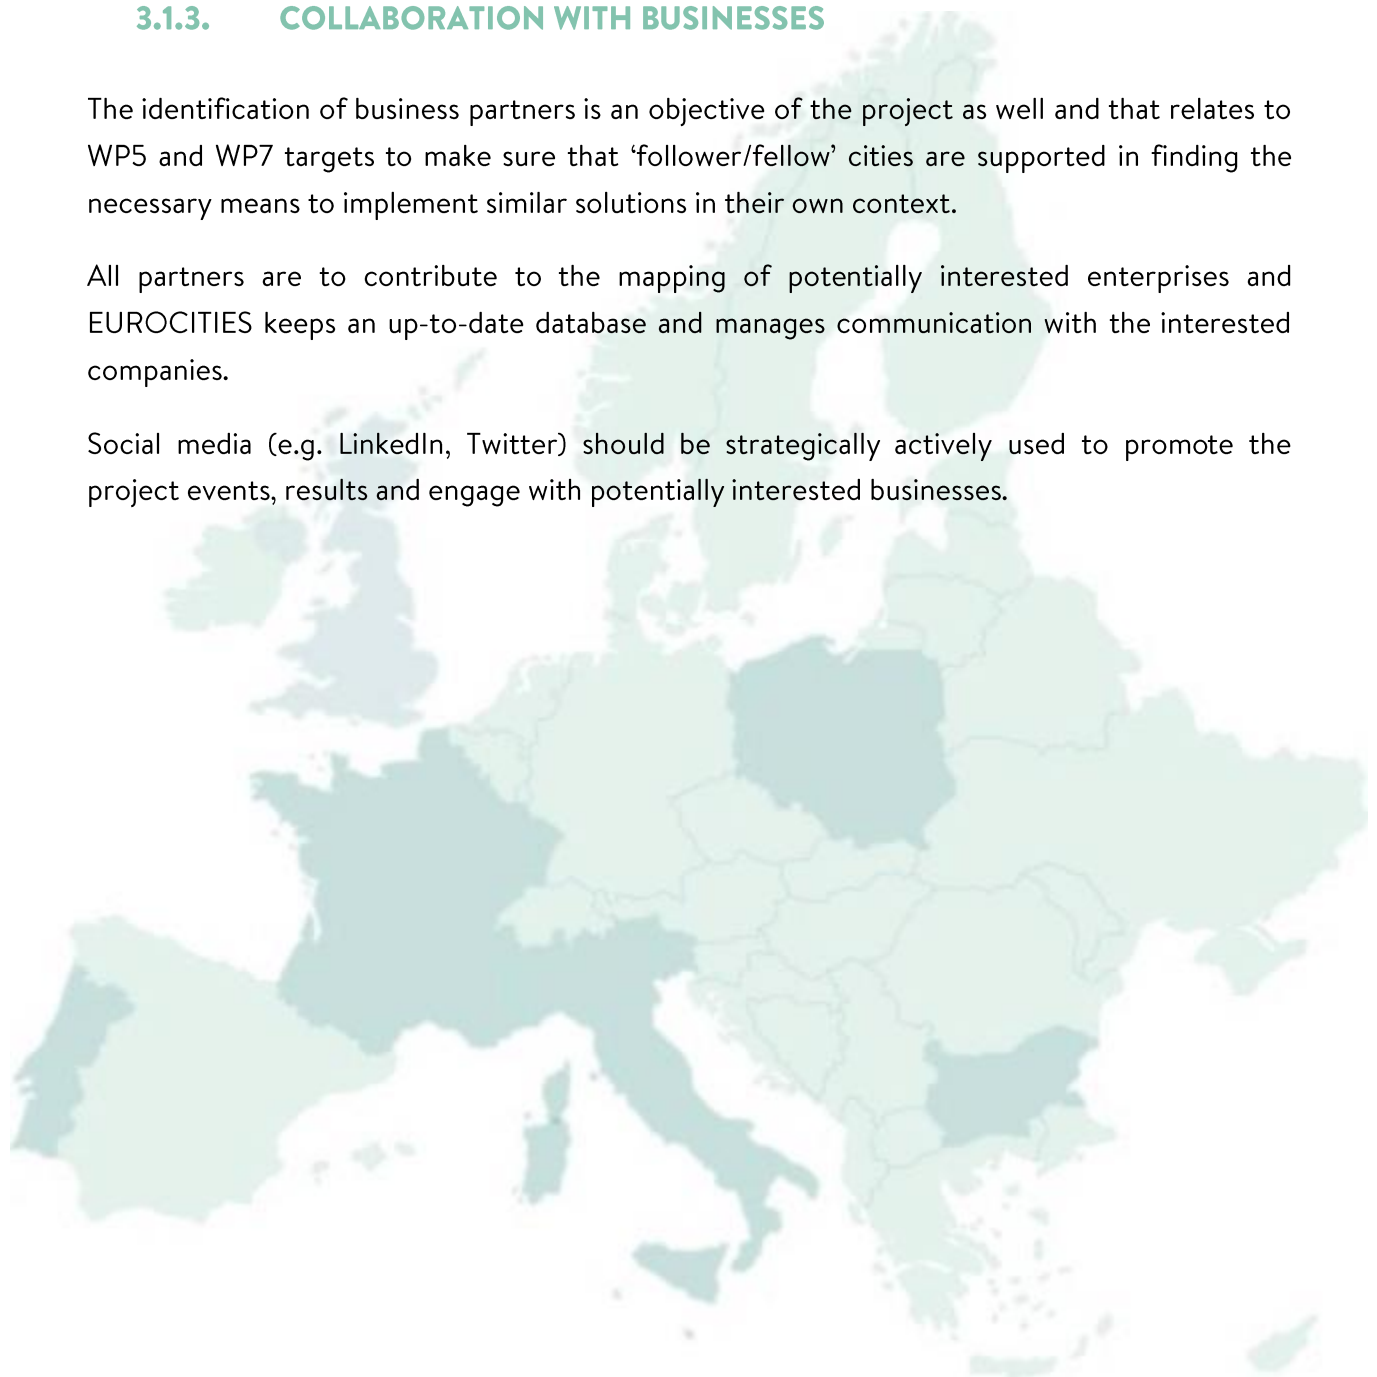 3.1.3. COLLABORATION WITH BUSINESSES
The identification of business partners is an objective of the project as well and that relates to
WP5 and WP7 targets to make sure that ‘follower/fellow’ cities are supported in finding the
necessary means to implement similar solutions in their own context.
All partners are to contribute to the mapping of potentially interested enterprises and
EUROCITIES keeps an up-to-date database and manages communication with the interested
companies.
Social media (e.g. LinkedIn, Twitter) should be strategically actively used to promote the
project events, results and engage with potentially interested businesses.